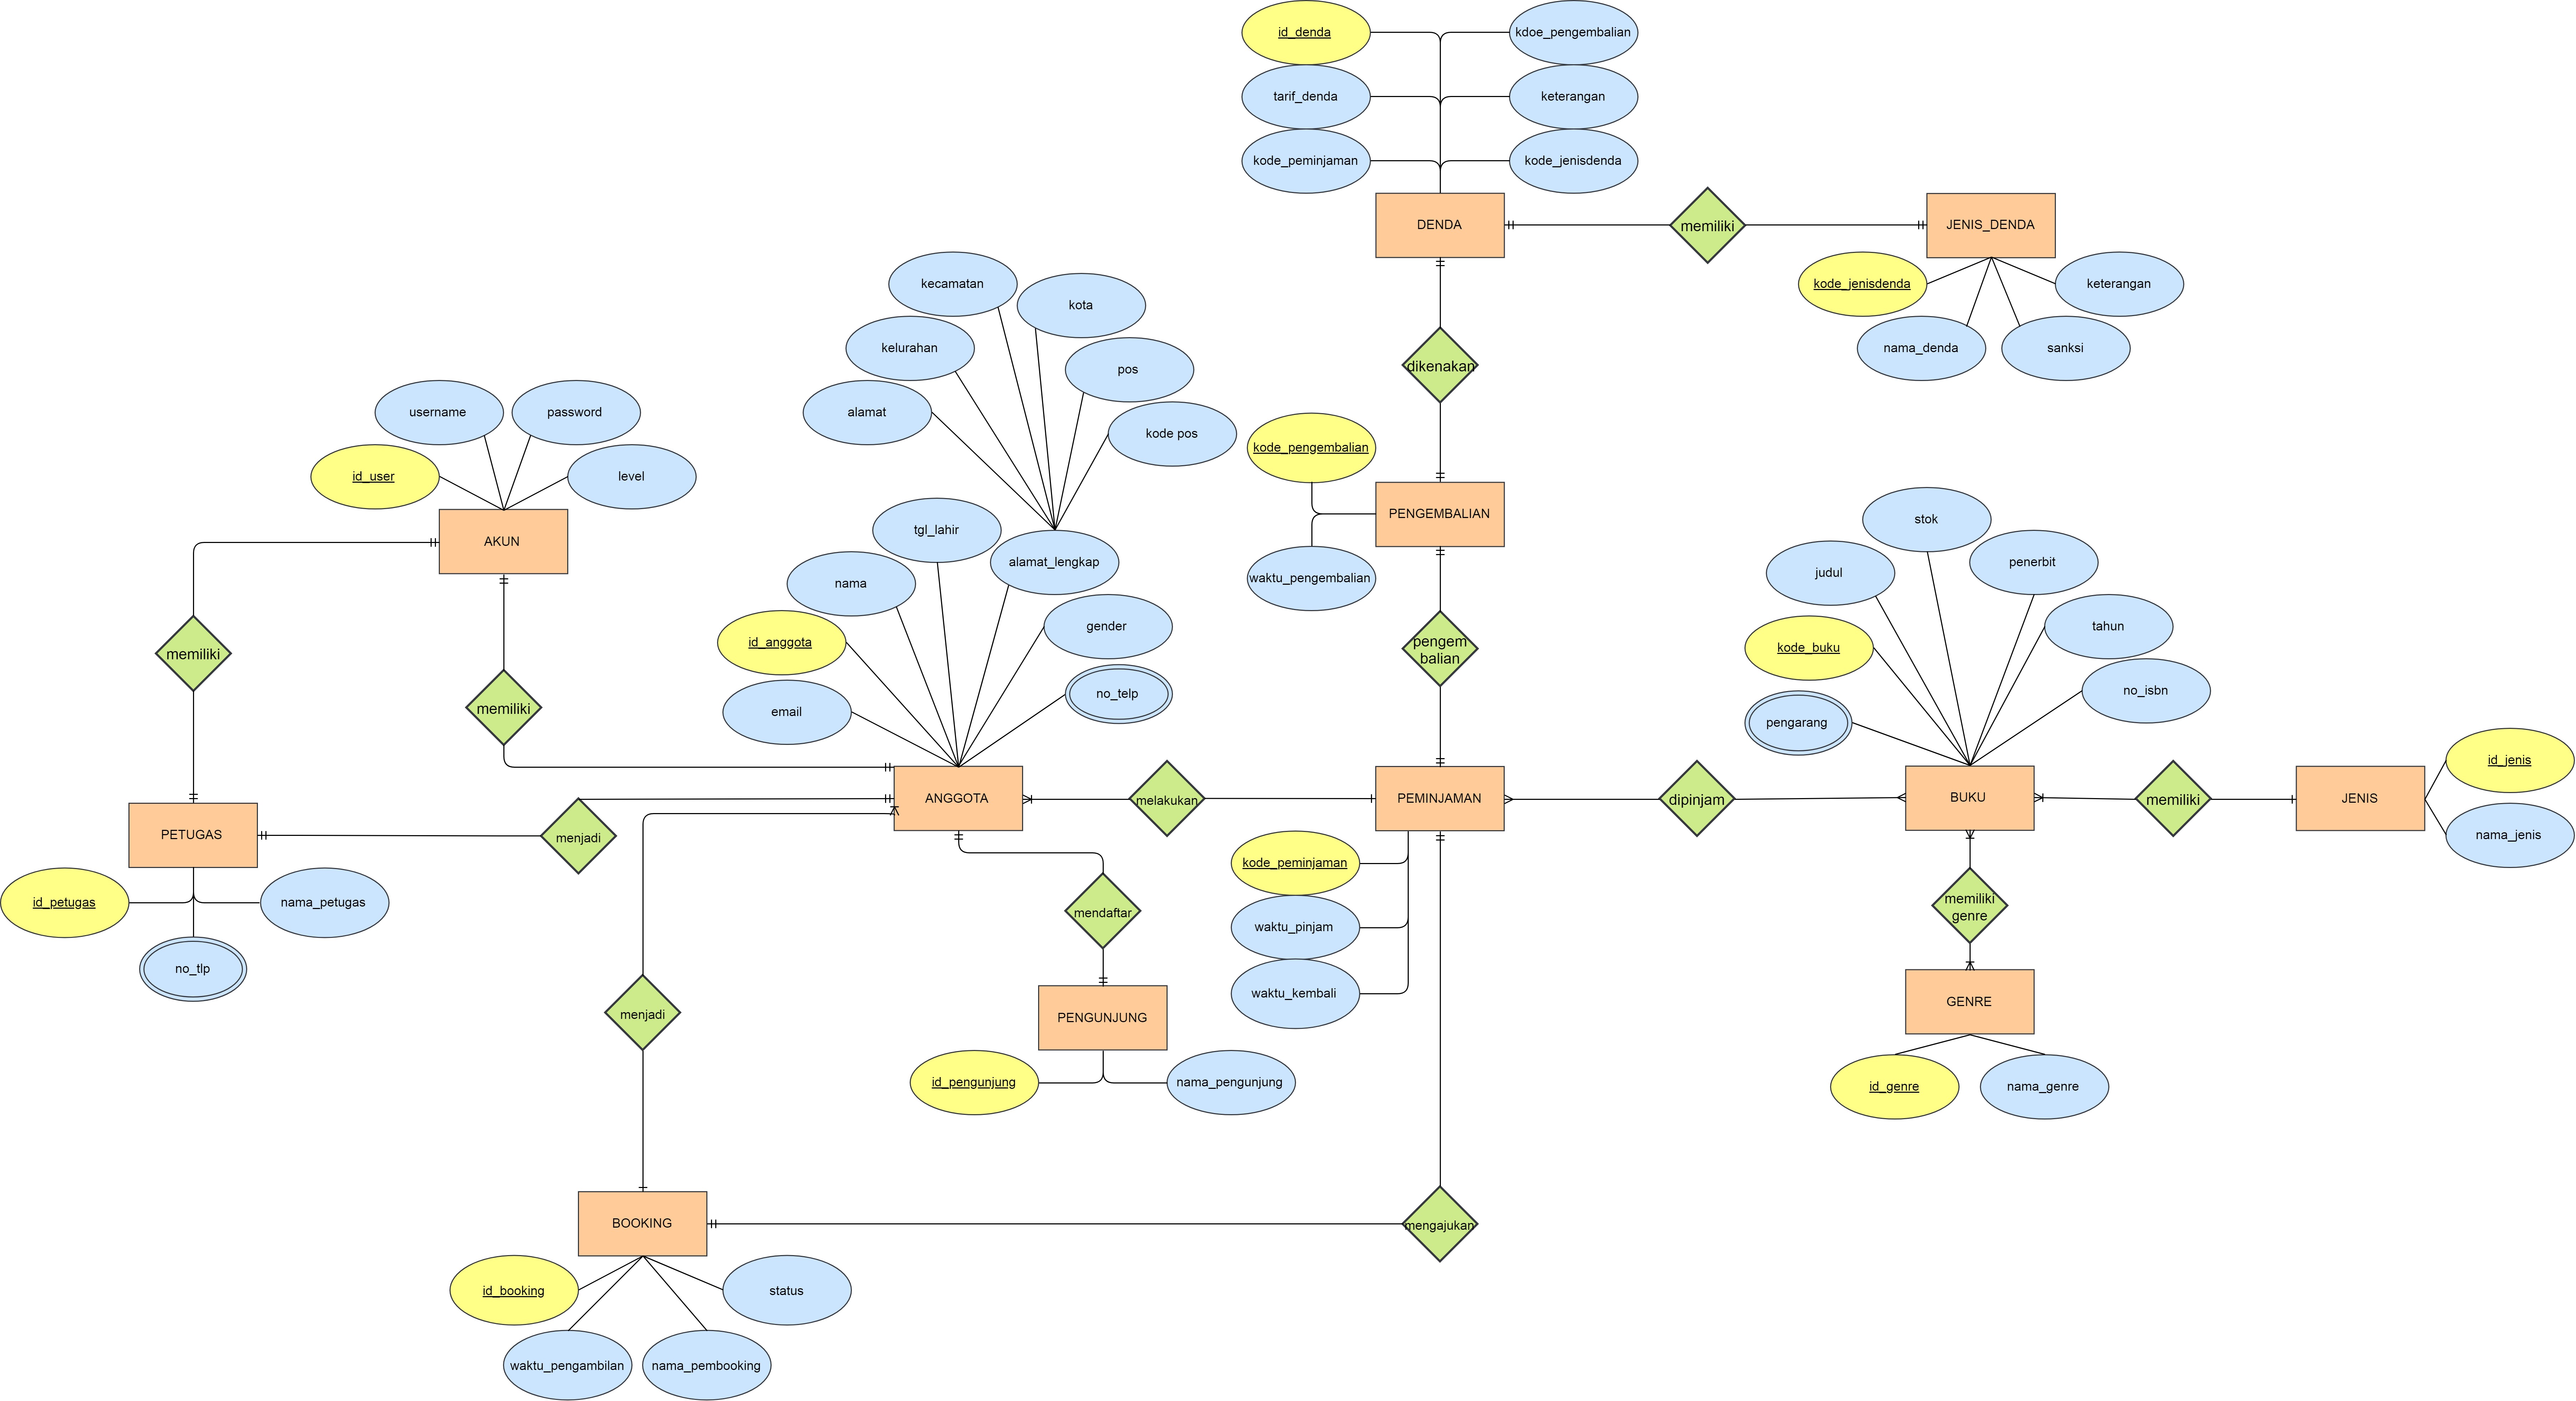 id_denda
kdoe_pengembalian
tarif_denda
keterangan
kode_peminjaman
kode_jenisdenda
DENDA
memiliki
JENIS_DENDA
kecamatan
kota
kode_jenisdenda
keterangan
kelurahan
pos
nama_denda
sanksi
dikenakan
username
password
alamat
kode pos
id_user
level
kode_pengembalian
AKUN
tgl_lahir
alamat_lengkap
PENGEMBALIAN
stok
nama
waktu_pengembalian
judul
penerbit
memiliki
id_anggota
gender
pengem
balian
kode_buku
tahun
memiliki
email
no_telp
pengarang
no_isbn
id_jenis
PETUGAS
menjadi
ANGGOTA
melakukan
PEMINJAMAN
dipinjam
BUKU
memiliki
JENIS
nama_jenis
id_petugas
nama_petugas
mendaftar
kode_peminjaman
memiliki
genre
waktu_pinjam
no_tlp
menjadi
PENGUNJUNG
waktu_kembali
GENRE
id_pengunjung
nama_pengunjung
id_genre
nama_genre
BOOKING
mengajukan
id_booking
status
waktu_pengambilan
nama_pembooking